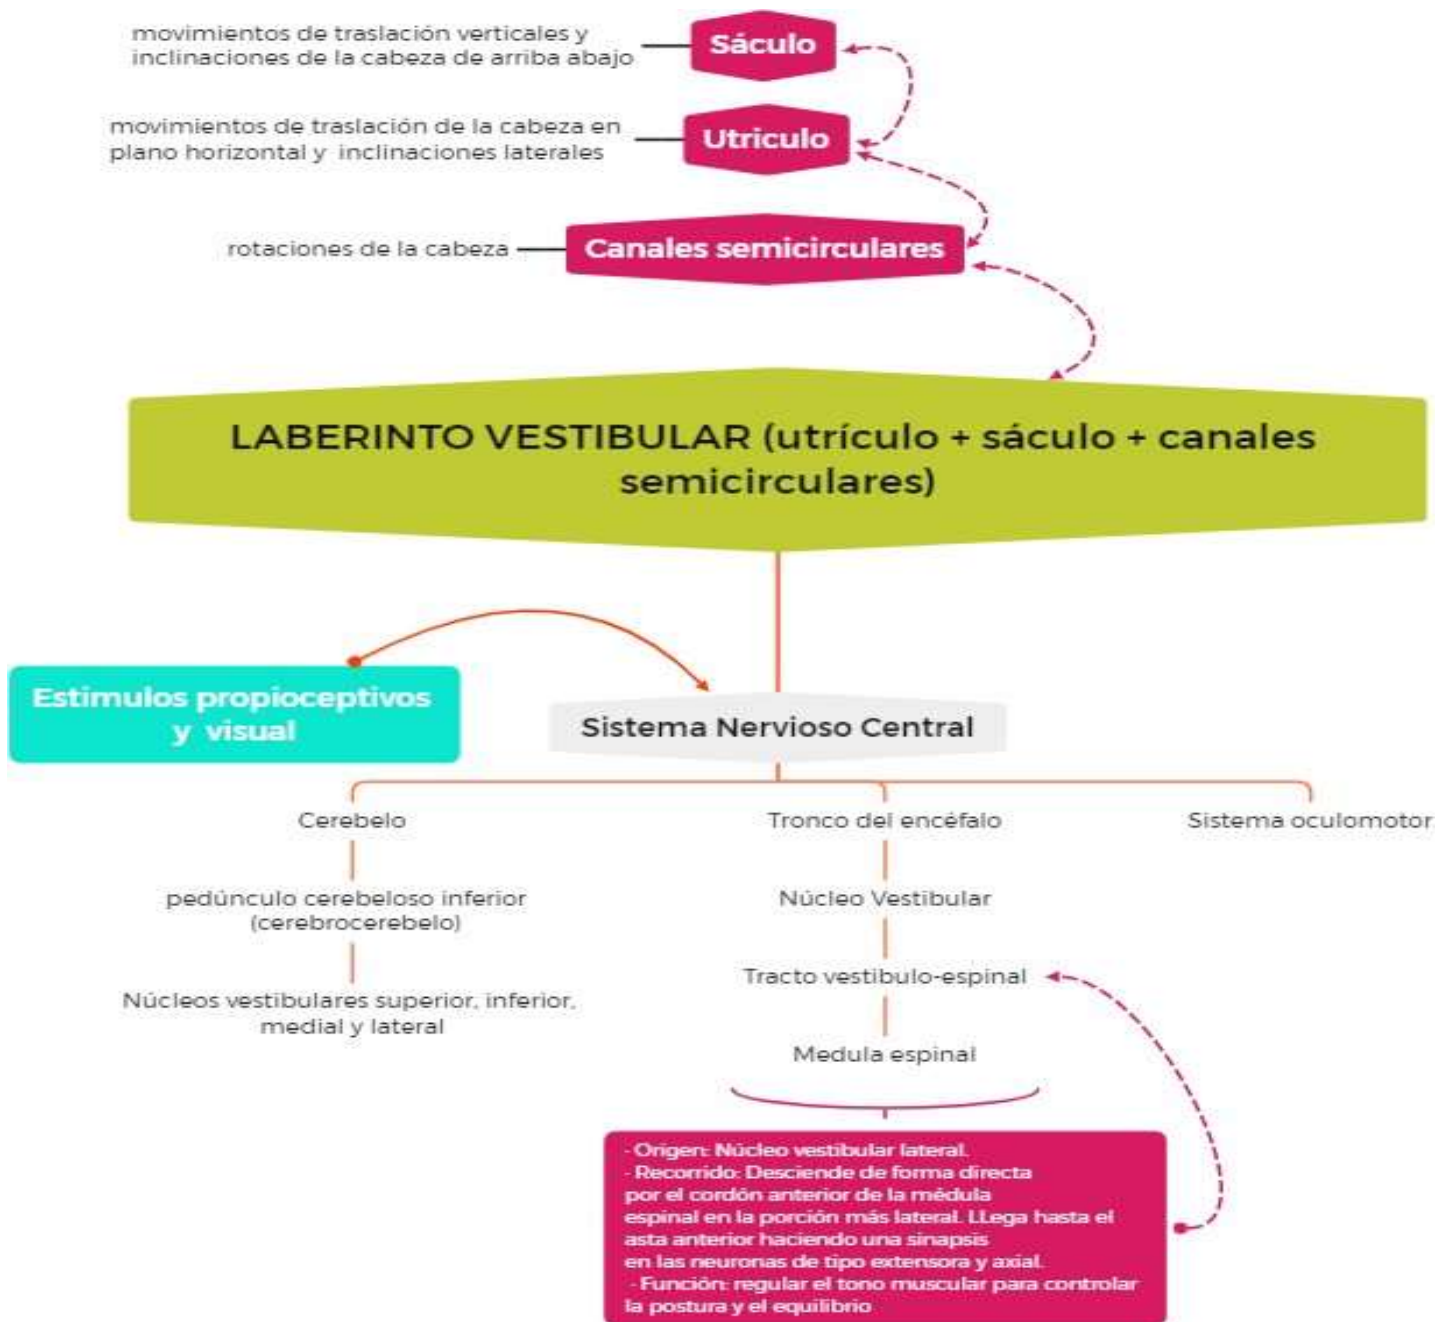 movimientos de traslación verticales y
inclinaciones de la cabeza de arriba abajo
Sáculo
movimientos de traslación de la cabeza en
plano horizontal y inclinaciones laterales
Utriculo
rotaciones de la cabeza
Canales semicirculares
LABERINTO VESTIBULAR (utrículo + sáculo + canales
semicirculares)
Estimulos propioceptivos
y visual
Sistema Nervioso Central
Cerebelo
Tronco del encéfalo
Sistema oculomotor
pedúnculo cerebeloso inferior
(cerebrocerebelo)
Núcleo Vestibular
Núcleos vestibulares superior, inferior,
medial y lateral
Tracto vestibulo-espinal
Medula espinal
- Origen: Núcleo vestibular lateral.
- Recorrido: Desciende de forma directa
por el cordón anterior de la médula
espinal en la porción más lateral. LLega hasta el
asta anterior haciendo una sinapsis
en las neuronas de tipo extensora y axial.
- Función: regular el tono muscular para controlar
la postura y el equilibrio